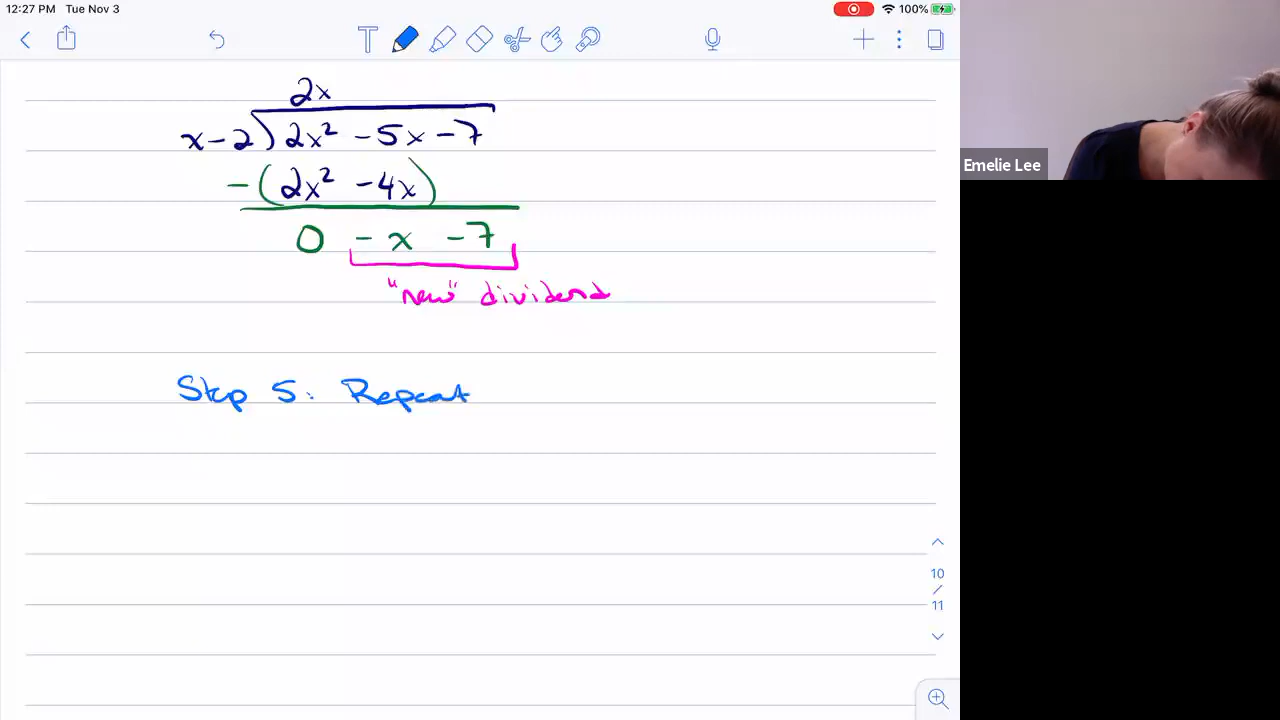 12:27 PM Tue Nov 3
100%
2x
x-2)2x² -5x -7
-(2x² -4x)
0 -x -7
"new" dividend
Step 5: Repeat
10
/
11
Emelie Lee